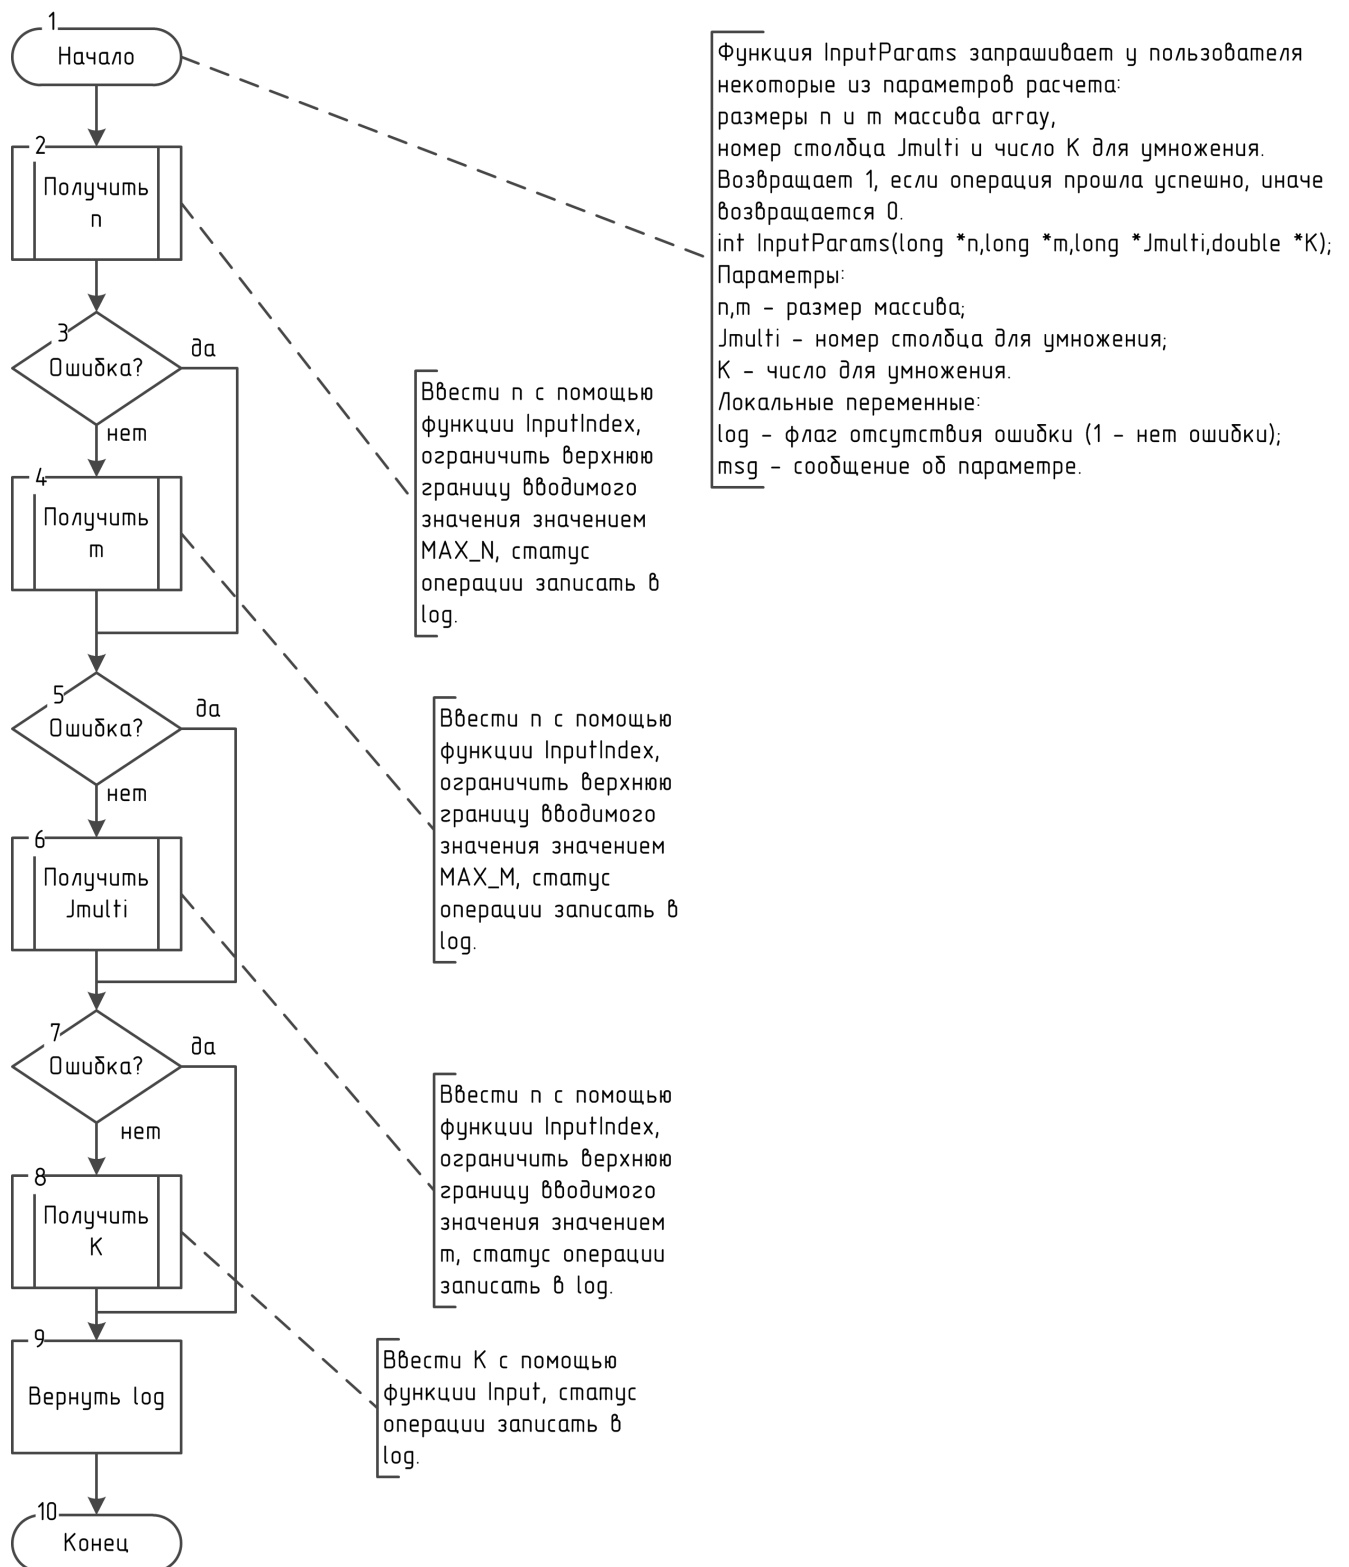 1
Начало
Функция InputParams запрашивает у пользователя
некоторые из параметров расчета:
размеры n и m массива array,
номер столбца Jmulti и число K для умножения.
Возвращает 1, если операция прошла успешно, иначе
возвращается 0.
int InputParams(long *n,long *m,long *Jmulti,double *K);
Параметры:
n,m – размер массива;
Jmulti – номер столбца для умножения;
K – число для умножения.
Локальные переменные:
log – флаг отсутствия ошибки (1 – нет ошибки);
msg – сообщение об параметре.
2
Получить
n
3
Ошибка?
да
нет
Ввести n с помощью
функции InputIndex,
ограничить верхнюю
границу вводимого
значения значением
MAX_N, статус
операции записать в
log.
4
Получить
m
5
Ошибка?
да
нет
Ввести n с помощью
функции InputIndex,
ограничить верхнюю
границу вводимого
значения значением
MAX_M, статус
операции записать в
log.
6
Получить
Jmulti
7
Ошибка?
да
нет
Ввести n с помощью
функции InputIndex,
ограничить верхнюю
границу вводимого
значения значением
m, статус операции
записать в log.
8
Получить
K
Ввести K с помощью
функции Input, статус
операции записать в
log.
9
Вернуть log
10
Конец